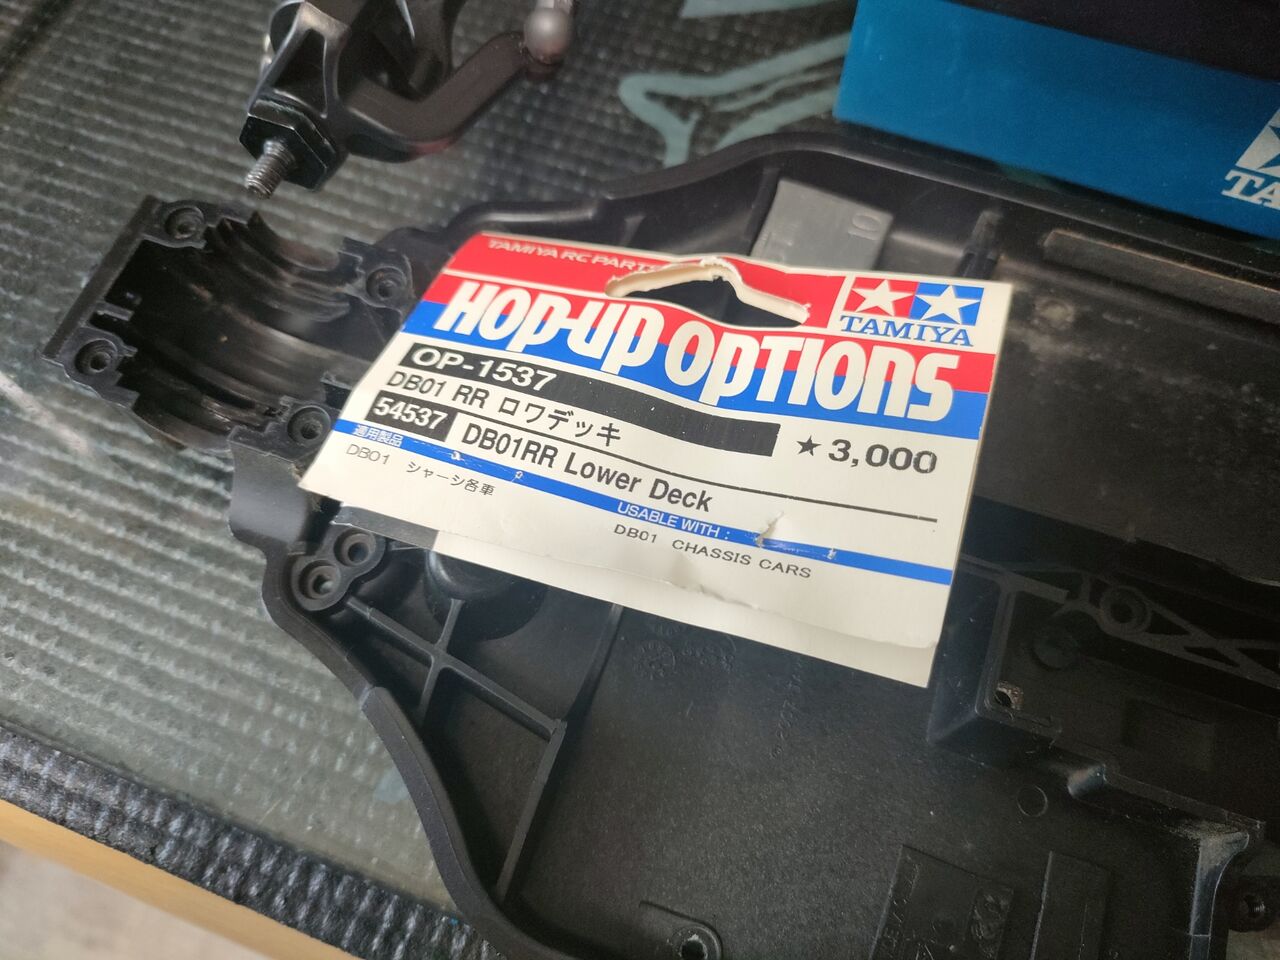 TAMIYA RC PARTS
HOP-UP OPTIONS
TAMIYA
OP-1537
DB01 RR ロワデッキ
★ 3,000
54537
DB01RR Lower Deck
適用製品
USABLE WITH :
DB01 シャーシ各車
DB01 CHASSIS CARS
10
TA